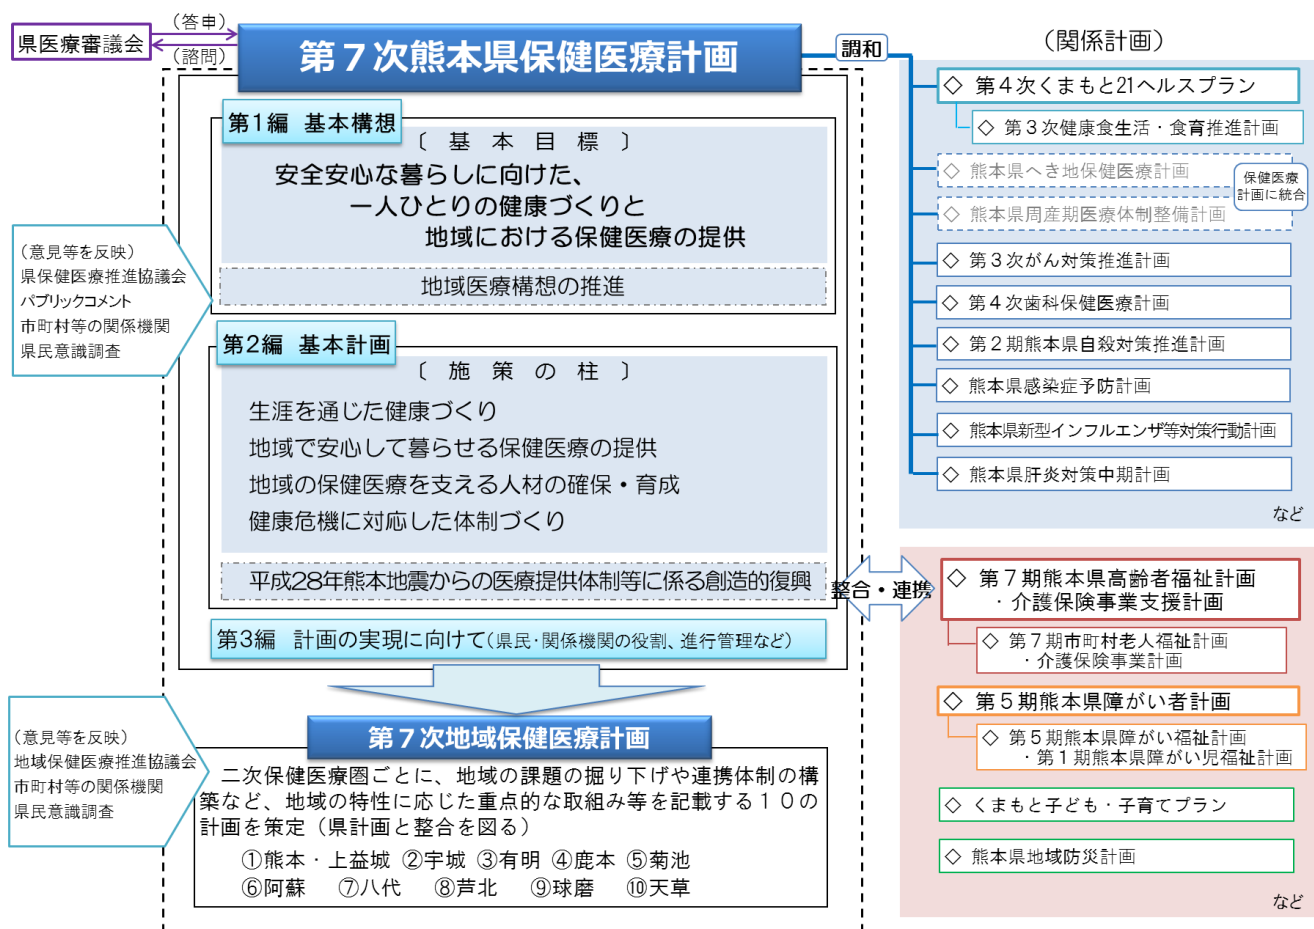 県医療審議会
（答申）
（諮問）
第７次熊本県保健医療計画
調和
（関係計画）
第1編 基本構想
〔 基 本 目 標 〕
安全安心な暮らしに向けた、
一人ひとりの健康づくりと
地域における保健医療の提供
地域医療構想の推進
（意見等を反映）
県保健医療推進協議会
パブリックコメント
市町村等の関係機関
県民意識調査
第2編 基本計画
〔 施 策 の 柱 〕
生涯を通じた健康づくり
地域で安心して暮らせる保健医療の提供
地域の保健医療を支える人材の確保・育成
健康危機に対応した体制づくり
平成28年熊本地震からの医療提供体制等に係る創造的復興
第3編 計画の実現に向けて（県民・関係機関の役割、進行管理など）
第７次地域保健医療計画
（意見等を反映）
地域保健医療推進協議会
市町村等の関係機関
県民意識調査
二次保健医療圏ごとに、地域の課題の掘り下げや連携体制の構
築など、地域の特性に応じた重点的な取組み等を記載する１０の
計画を策定（県計画と整合を図る）
①熊本・上益城 ②宇城 ③有明 ④鹿本 ⑤菊池
⑥阿蘇 ⑦八代 ⑧芦北 ⑨球磨 ⑩天草
◇ 第４次くまもと21ヘルスプラン
◇ 第３次健康食生活・食育推進計画
◇ 熊本県へき地保健医療計画
◇ 熊本県周産期医療体制整備計画
保健医療
計画に統合
◇ 第３次がん対策推進計画
◇ 第４次歯科保健医療計画
◇ 第２期熊本県自殺対策推進計画
◇ 熊本県感染症予防計画
◇ 熊本県新型インフルエンザ等対策行動計画
◇ 熊本県肝炎対策中期計画
など
整合・連携
◇ 第７期熊本県高齢者福祉計画
・介護保険事業支援計画
◇ 第７期市町村老人福祉計画
・介護保険事業計画
◇ 第５期熊本県障がい者計画
◇ 第５期熊本県障がい福祉計画
・第１期熊本県障がい児福祉計画
◇ くまもと子ども・子育てプラン
◇ 熊本県地域防災計画
など